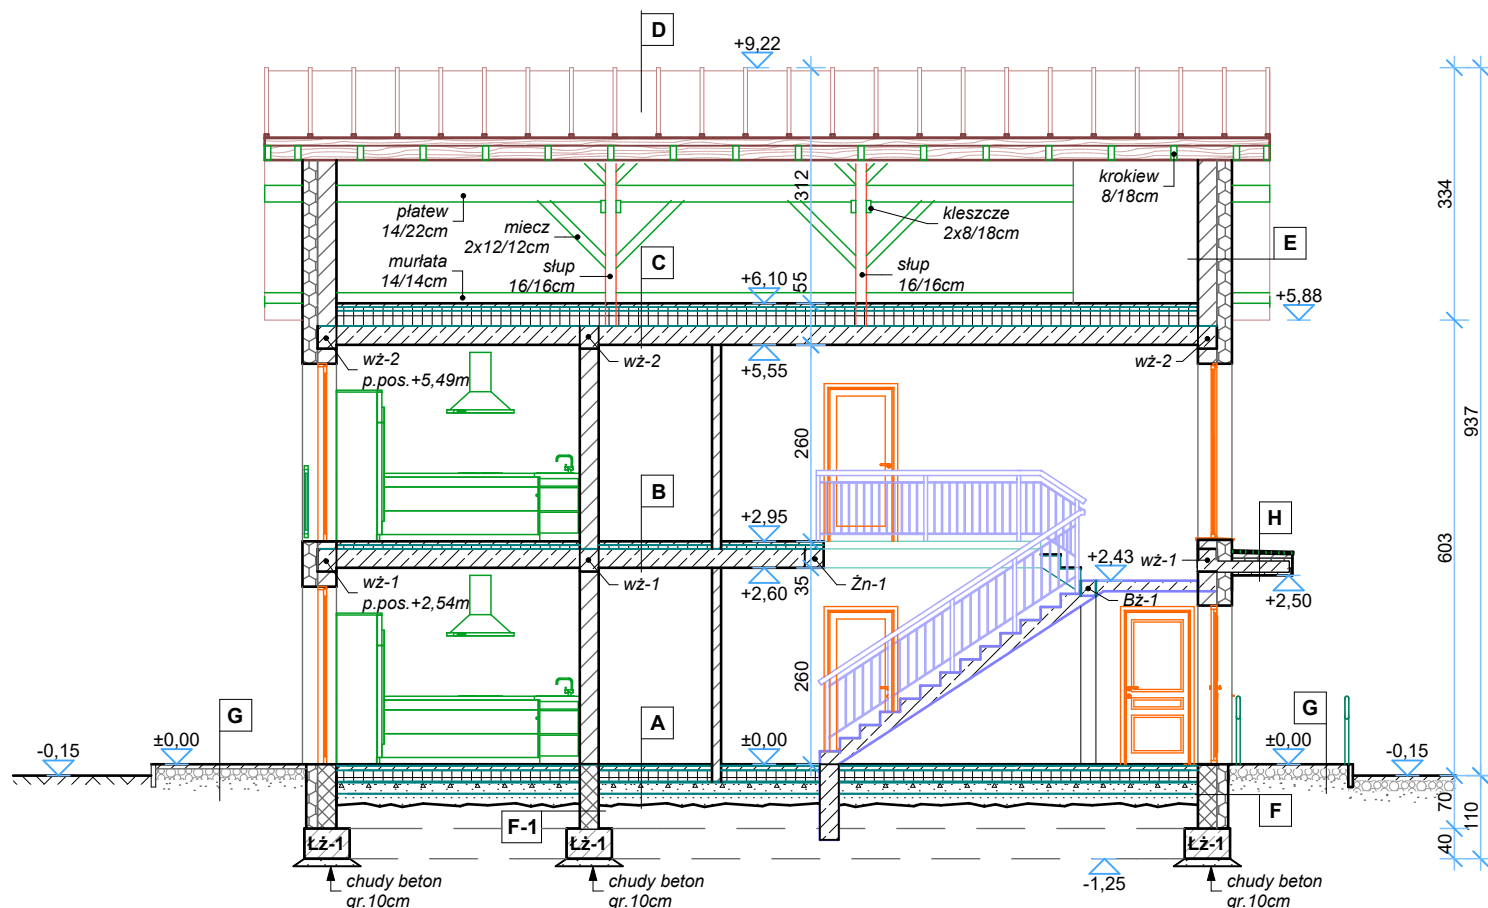 D
+9,22
312
334
937
krokiew
8/18cm
płatew
14/22cm
miecz
2x12/12cm
kleszcze
2x8/18cm
murłata
14/14cm
słup
16/16cm
C
słup
16/16cm
E
+6,10
55
+5,88
wż-2
p.pos.+5,49m
wż-2
+5,55
wż-2
260
B
+2,95
H
603
wż-1
p.pos.+2,54m
wż-1
+2,60
35
Żn-1
+2,43
Bż-1
wż-1
+2,50
260
G
A
G
-0,15
±0,00
±0,00
±0,00
-0,15
F-1
F
70
110
40
Łż-1
Łż-1
Łż-1
-1,25
chudy beton
gr.10cm
chudy beton
gr.10cm
chudy beton
gr.10cm